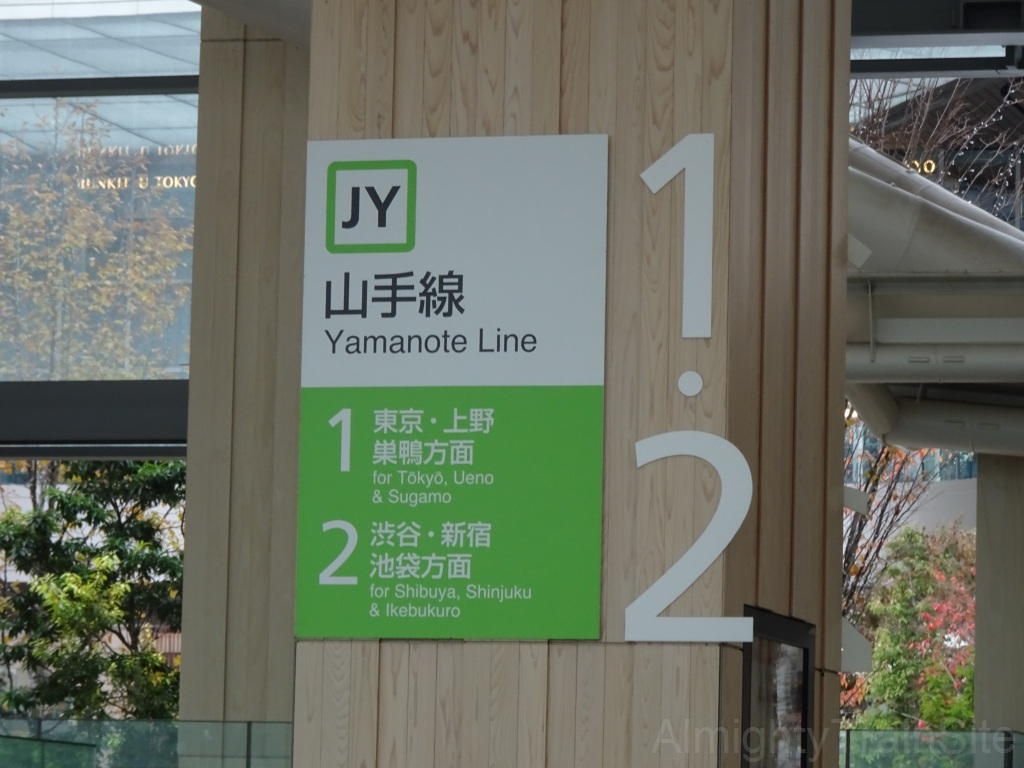 JY
山手線
Yamanote Line
1
東京・上野
巣鴨方面
for Tōkyō, Ueno
& Sugamo
2
渋谷・新宿
池袋方面
for Shibuya, Shinjuku
& Ikebukuro
1・2
AlmightyTrainSite